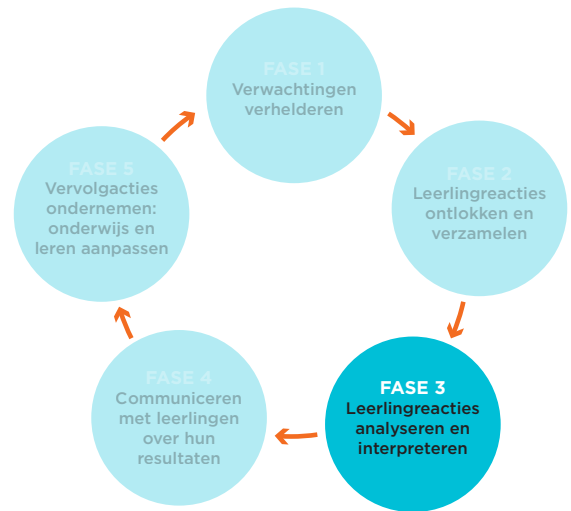 FASE 1
Verwachtingen
verhelderen
FASE 2
Leerlingreacties
ontlokken en
verzamelen
FASE 3
Leerlingreacties
analyseren en
interpreteren
FASE 4
Communiceren
met leerlingen
over hun
resultaten
FASE 5
Vervolgacties
ondernemen:
onderwijs en
leren aanpassen